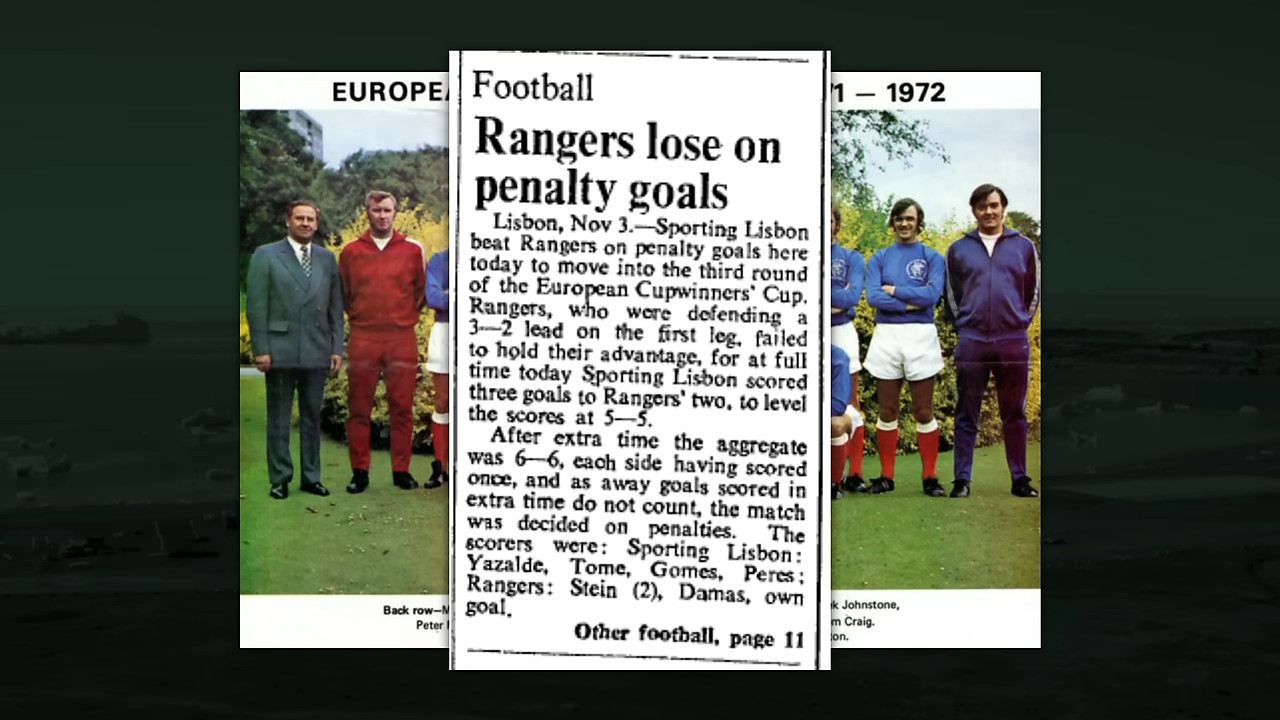 EUROPEA
1 — 1972
Football
Rangers lose on
penalty goals
Lisbon, Nov 3.—Sporting Lisbon
beat Rangers on penalty goals here
today to move into the third round
of the European Cupwinners' Cup.
Rangers, who were defending a
3—2 lead on the first leg, failed
to hold their advantage, for at full
time today Sporting Lisbon scored
three goals to Rangers' two, to level
the scores at 5—5.
After extra time the aggregate
was 6—6, each side having scored
once, and as away goals scored in
extra time do not count, the match
was decided on penalties. The
scorers were: Sporting Lisbon:
Yazalde, Tome, Gomes, Peres;
Rangers: Stein (2), Damas, own
goal.
Other football, page 11
Back row—M
Peter
Johnstone,
Craig.